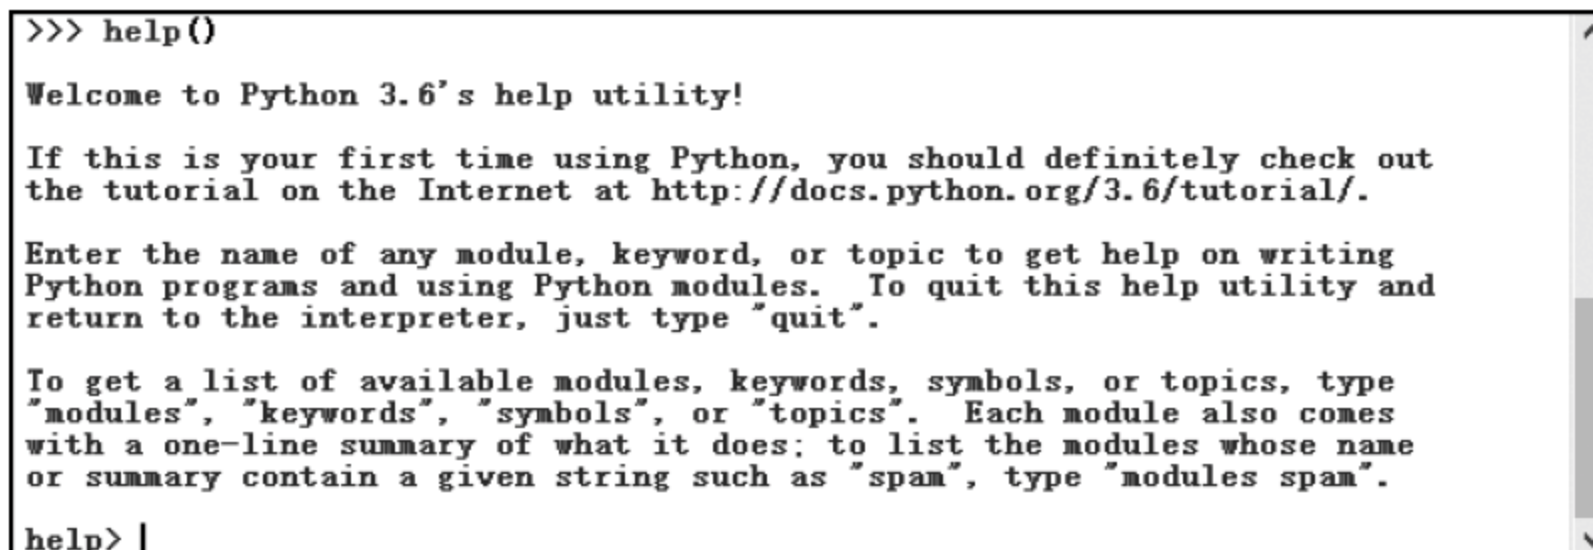 >>> help()
Welcome to Python 3.6's help utility!
If this is your first time using Python, you should definitely check out
the tutorial on the Internet at http://docs.python.org/3.6/tutorial/.
Enter the name of any module, keyword, or topic to get help on writing
Python programs and using Python modules.  To quit this help utility and
return to the interpreter, just type "quit".
To get a list of available modules, keywords, symbols, or topics, type
"modules", "keywords", "symbols", or "topics".  Each module also comes
with a one-line summary of what it does; to list the modules whose name
or summary contain a given string such as "spam", type "modules spam".
help>